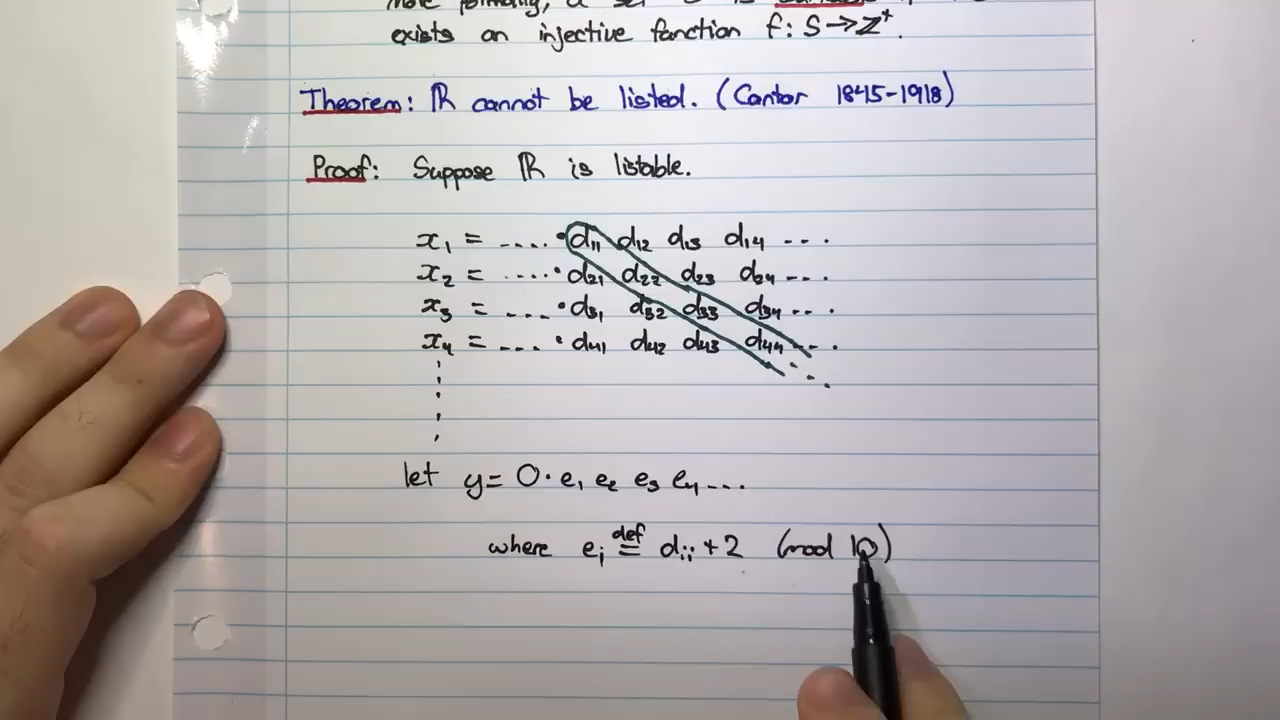 exists an injective function f: S→Z⁺.
Theorem: ℝ cannot be listed. (Cantor 1845-1918)
Proof: Suppose ℝ is listable.
x₁ = ....•d₁₁ d₁₂ d₁₃ d₁₄ ....
x₂ = ....•d₂₁ d₂₂ d₂₃ d₂₄ ....
x₃ = ....•d₃₁ d₃₂ d₃₃ d₃₄ ....
x₄ = ....•d₄₁ d₄₂ d₄₃ d₄₄ ....
let y = 0•e₁ e₂ e₃ e₄ ...
where eᵢ def= dᵢᵢ + 2 (mod 10)